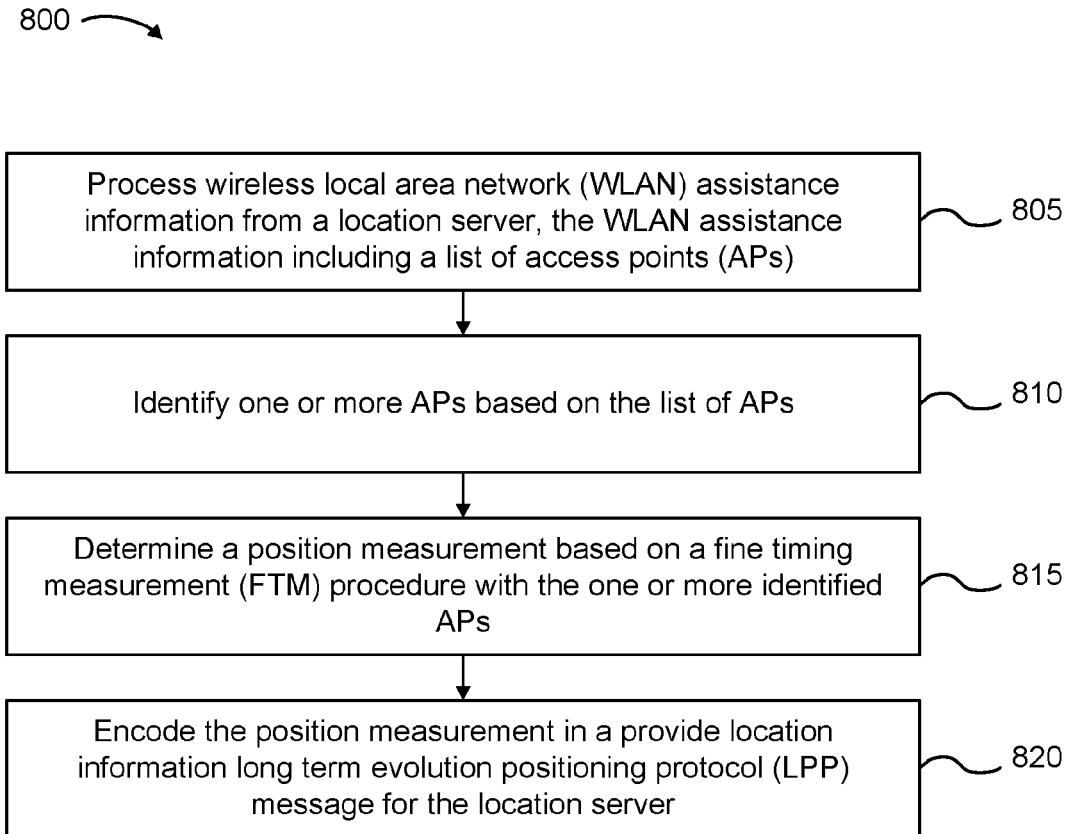 800
Process wireless local area network (WLAN) assistance
information from a location server, the WLAN assistance
information including a list of access points (APs)
805
Identify one or more APs based on the list of APs
810
Determine a position measurement based on a fine timing
measurement (FTM) procedure with the one or more identified
APs
815
Encode the position measurement in a provide location
information long term evolution positioning protocol (LPP)
message for the location server
820